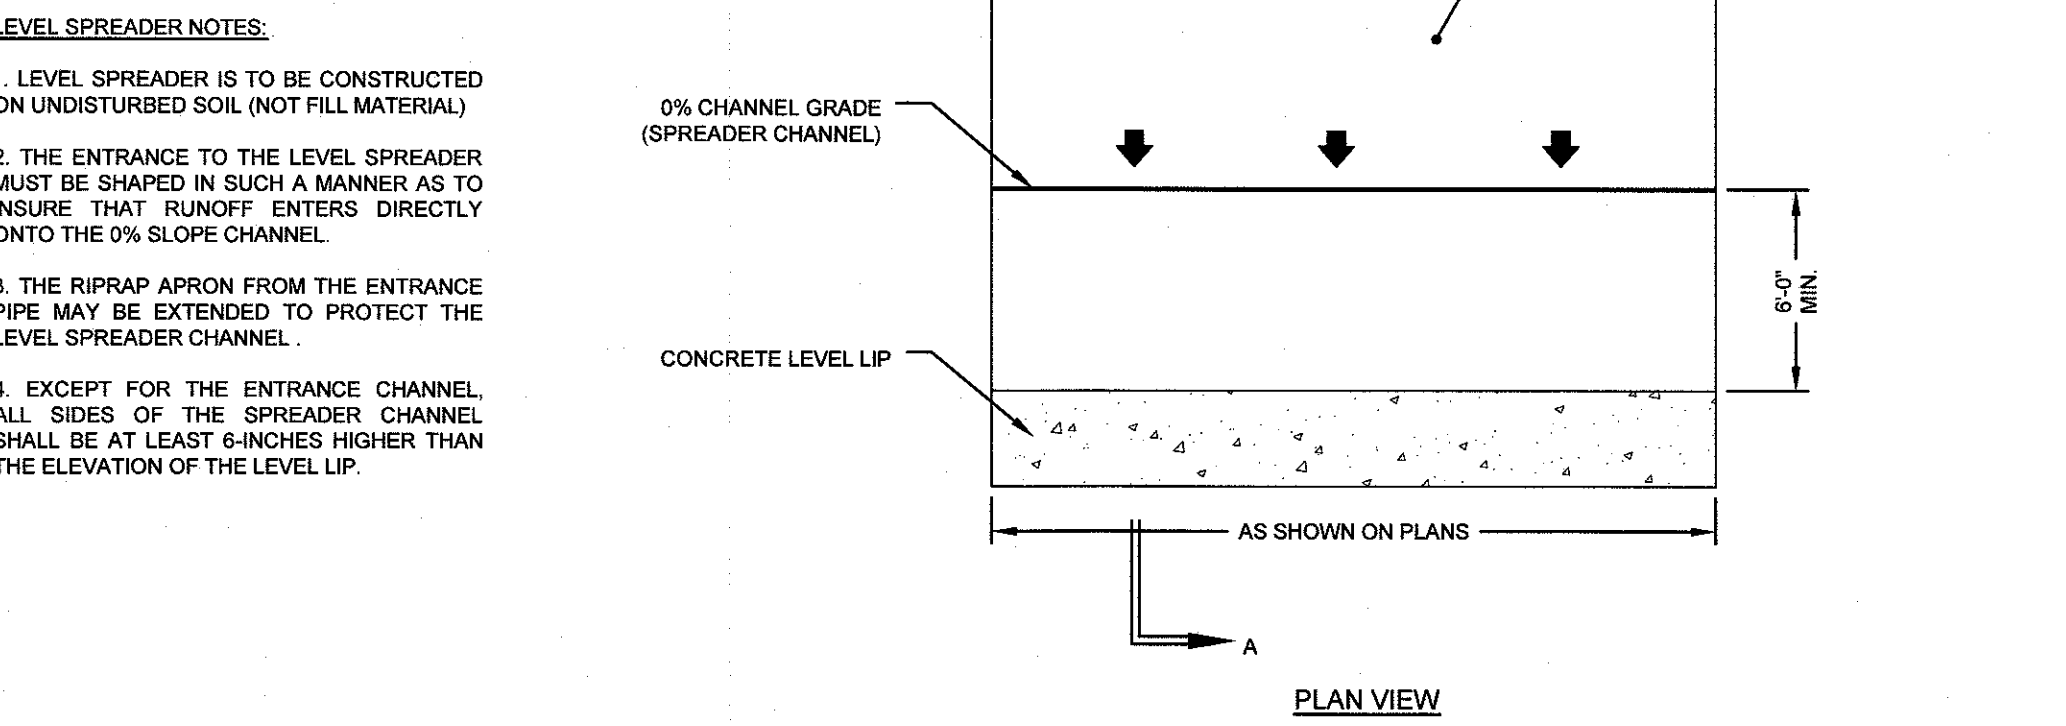 LEVEL SPREADER NOTES:
. LEVEL SPREADER IS TO BE CONSTRUCTED
ON UNDISTURBED SOIL (NOT FILL MATERIAL)
2. THE ENTRANCE TO THE LEVEL SPREADER
MUST BE SHAPED IN SUCH A MANNER AS TO
INSURE THAT RUNOFF ENTERS DIRECTLY
ONTO THE 0% SLOPE CHANNEL.
3. THE RIPRAP APRON FROM THE ENTRANCE
PIPE MAY BE EXTENDED TO PROTECT THE
LEVEL SPREADER CHANNEL .
4. EXCEPT FOR THE ENTRANCE CHANNEL,
ALL SIDES OF THE SPREADER CHANNEL
SHALL BE AT LEAST 6-INCHES HIGHER THAN
THE ELEVATION OF THE LEVEL LIP.
0% CHANNEL GRADE
(SPREADER CHANNEL)
6'-0"
MIN.
CONCRETE LEVEL LIP
AS SHOWN ON PLANS
A
PLAN VIEW